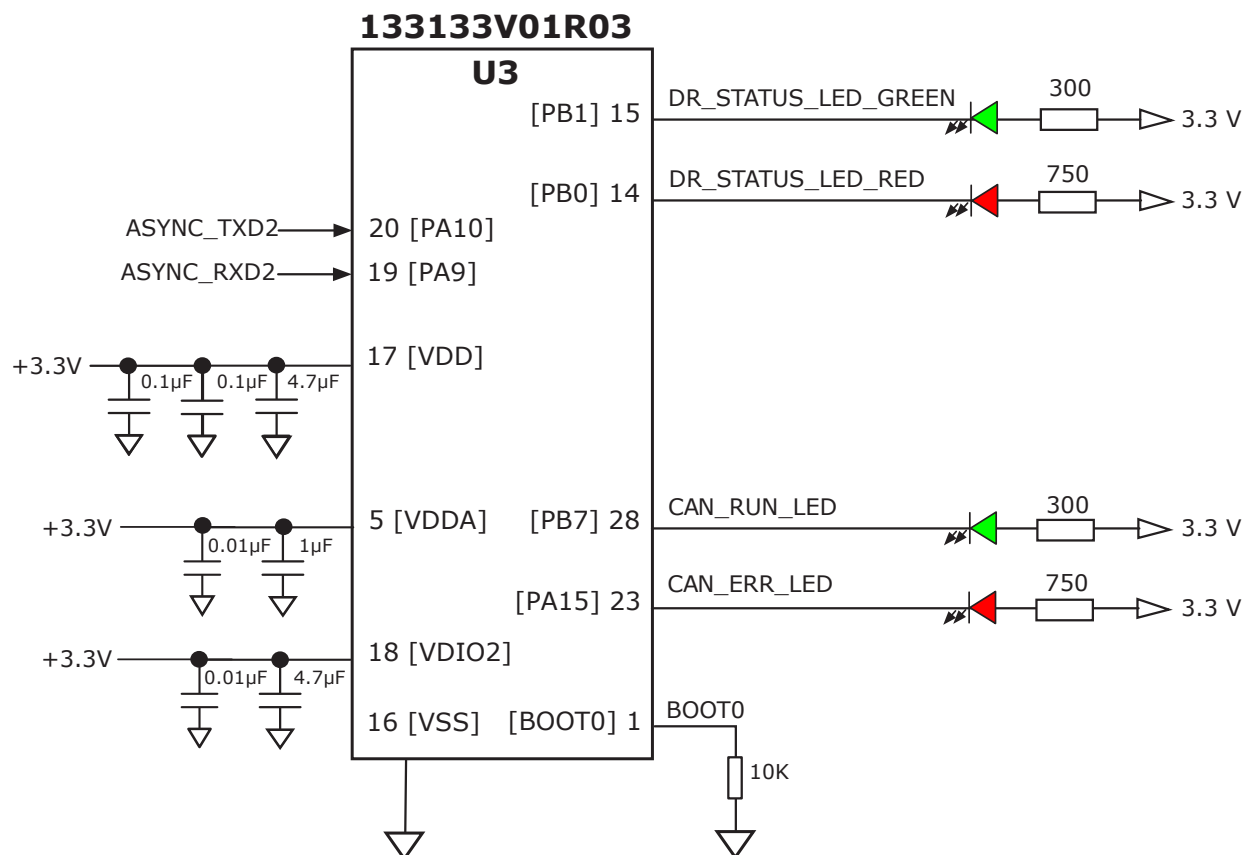 133133V01R03
U3
[PB1] 15
DR_STATUS_LED_GREEN
300
3.3 V
[PB0] 14
DR_STATUS_LED_RED
750
3.3 V
ASYNC_TXD2
20 [PA10]
ASYNC_RXD2
19 [PA9]
+3.3V
17 [VDD]
0.1µF
0.1µF
4.7µF
+3.3V
5 [VDDA]
0.01µF
1µF
[PB7] 28
CAN_RUN_LED
300
3.3 V
[PA15] 23
CAN_ERR_LED
750
3.3 V
+3.3V
18 [VDIO2]
0.01µF
4.7µF
16 [VSS]
[BOOT0] 1
BOOT0
10K